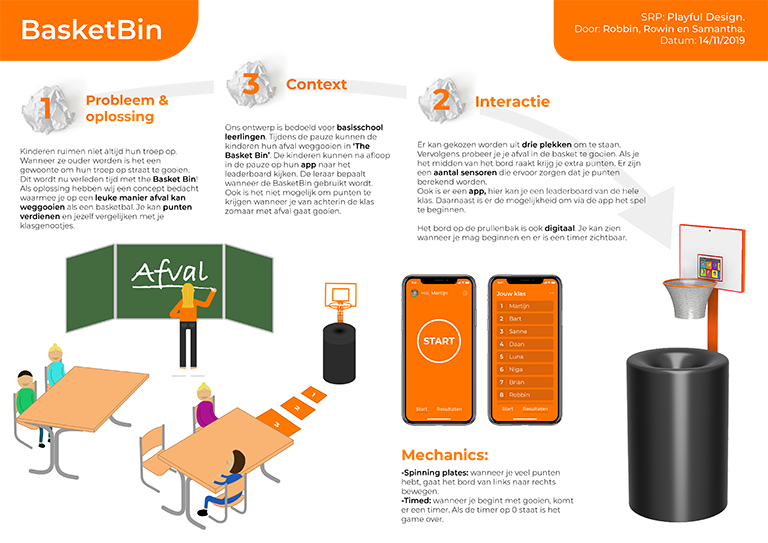 BasketBin
SRP: Playful Design.
Door: Robbin, Rowin en Samantha.
Datum: 14/11/2019
1
Probleem &
oplossing
Kinderen ruimen niet altijd hun troep op.
Wanneer ze ouder worden is het een
gewoonte om hun troep op straat te gooien.
Dit wordt nu verleden tijd met the Basket Bin!
Als oplossing hebben wij een concept bedacht
waarmee je op een leuke manier afval kan
weggooien als een basketbal. Je kan punten
verdienen en jezelf vergelijken met je
klasgenootjes.
3
Context
Ons ontwerp is bedoeld voor basisschool
leerlingen. Tijdens de pauze kunnen de
kinderen hun afval weggooien in 'The
Basket Bin'. De kinderen kunnen na afloop
in de pauze op hun app naar het
leaderboard kijken. De leraar bepaalt
wanneer de BasketBin gebruikt wordt.
Ook is het niet mogelijk om punten te
krijgen wanneer je van achterin de klas
zomaar met afval gaat gooien.
2
Interactie
Er kan gekozen worden uit drie plekken om te staan.
Vervolgens probeer je je afval in de basket te gooien. Als je
het midden van het bord raakt krijg je extra punten. Er zijn
een aantal sensoren die ervoor zorgen dat je punten
berekend worden.
Ook is er een app, hier kan je een leaderboard van de hele
klas. Daarnaast is er de mogelijkheid om via de app het spel
te beginnen.
Het bord op de prullenbak is ook digitaal. Je kan zien
wanneer je mag beginnen en er is een timer zichtbaar.
Afval
1
2
3
Hoi, Martijn
START
Start Resultaten
Jouw klas
1 Martijn
2 Bart
3 Sanne
4 Daan
5 Luna
6 Niga
7 Brian
8 Robbin
Start Resultaten
Mechanics:
-Spinning plates: wanneer je veel punten
hebt, gaat het bord van links naar rechts
bewegen.
-Timed: wanneer je begint met gooien, komt
er een timer. Als de timer op 0 staat is het
game over.